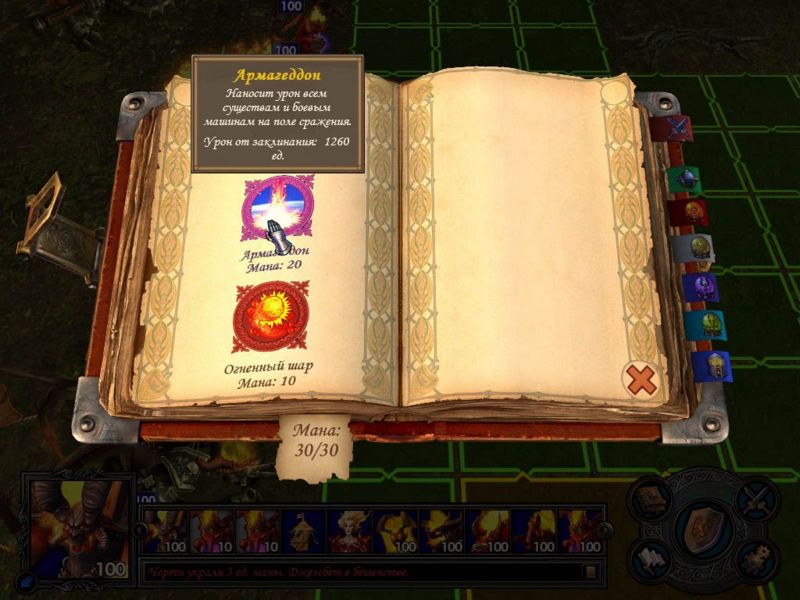 100
100
Армагеддон
Наносит урон всем
существам и боевым
машинам на поле сражения.
Урон от заклинания: 1260
ед.
Армагеддон
Мана: 20
Огненный шар
Мана: 10
Мана:
30/30
100
100
100 10 10 100 100 100 100 100
Черти украли 3 ед. маны. Джезебет в Бешенстве.